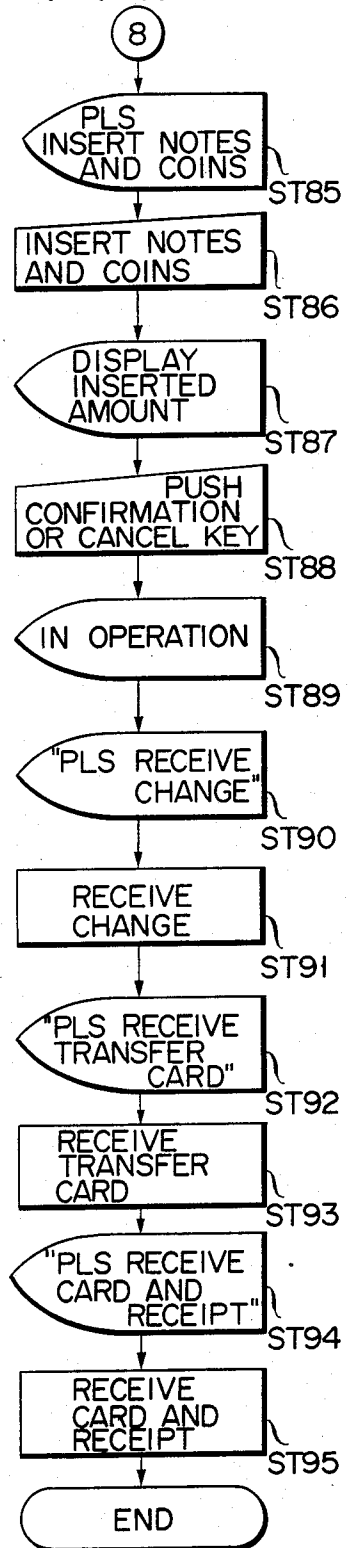 8
PLS
INSERT NOTES
AND COINS
ST85
INSERT NOTES
AND COINS
ST86
DISPLAY
INSERTED
AMOUNT
ST87
PUSH
CONFIRMATION
OR CANCEL KEY
ST88
IN OPERATION
ST89
"PLS RECEIVE
CHANGE"
ST90
RECEIVE
CHANGE
ST91
"PLS RECEIVE
TRANSFER
CARD"
ST92
RECEIVE
TRANSFER
CARD
ST93
"PLS RECEIVE
CARD AND
RECEIPT"
ST94
RECEIVE
CARD AND
RECEIPT
ST95
END